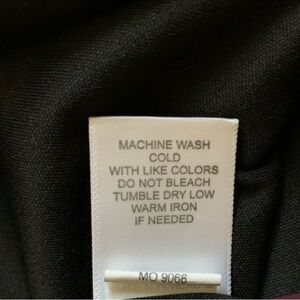 MACHINE WASH
COLD
WITH LIKE COLORS
DO NOT BLEACH
TUMBLE DRY LOW
WARM IRON
IF NEEDED
MO 9066